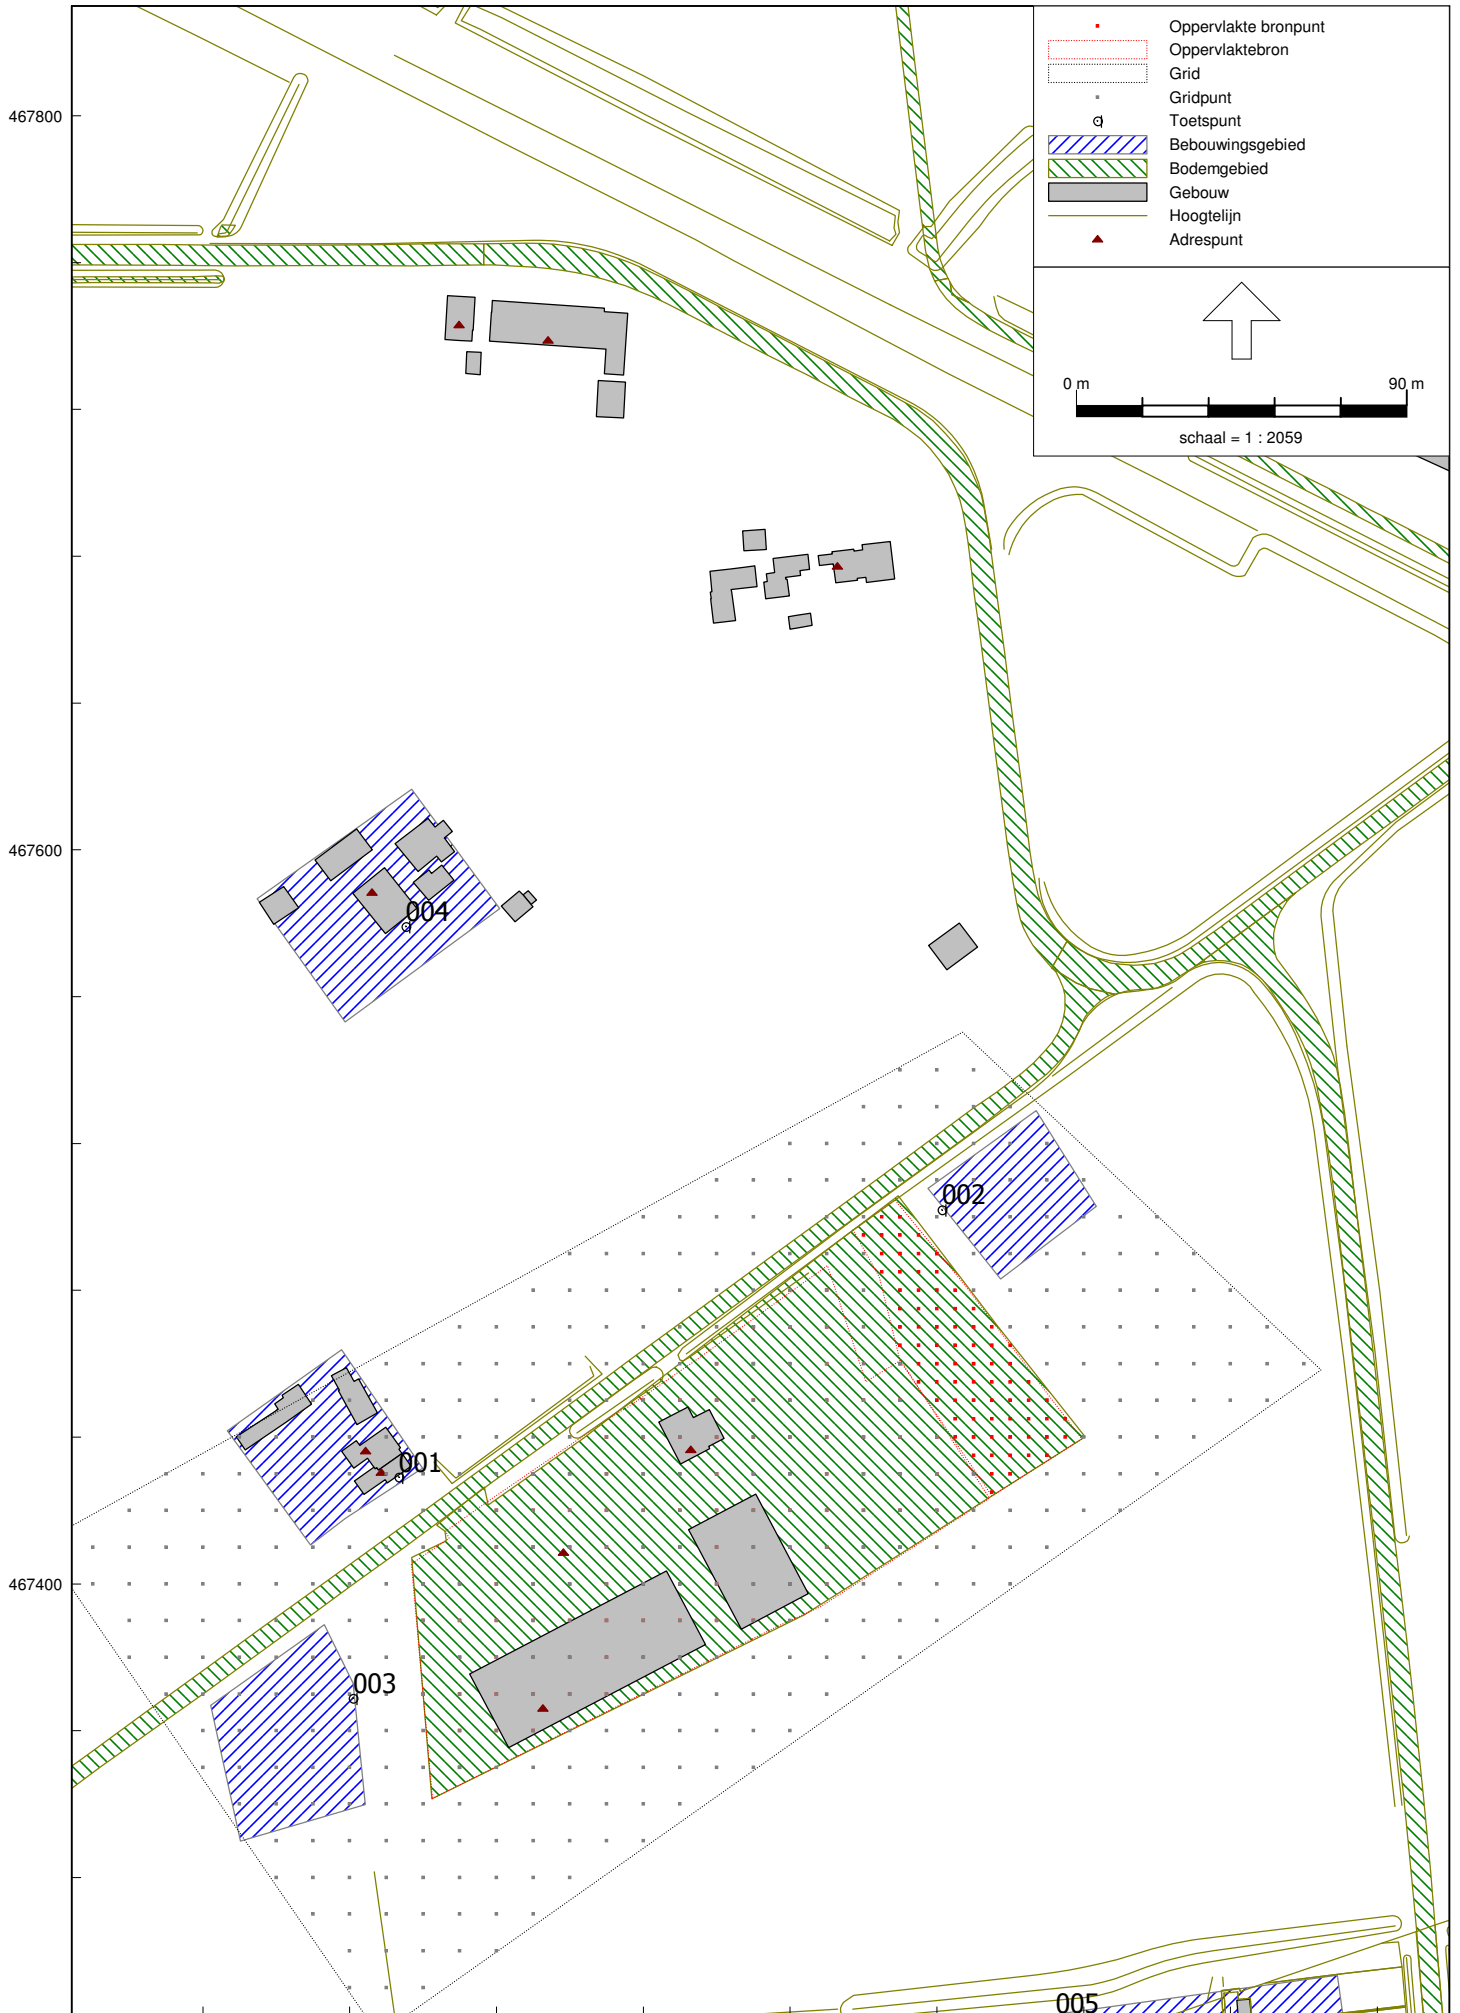 Oppervlakte bronpunt
Oppervlaktebron
Grid
Gridpunt
Toetspunt
Bebouwingsgebied
Bodemgebied
Gebouw
Hoogtelijn
Adrespunt
0 m 90 m
schaal = 1 : 2059
467800
467600
467400
004
002
001
003
005